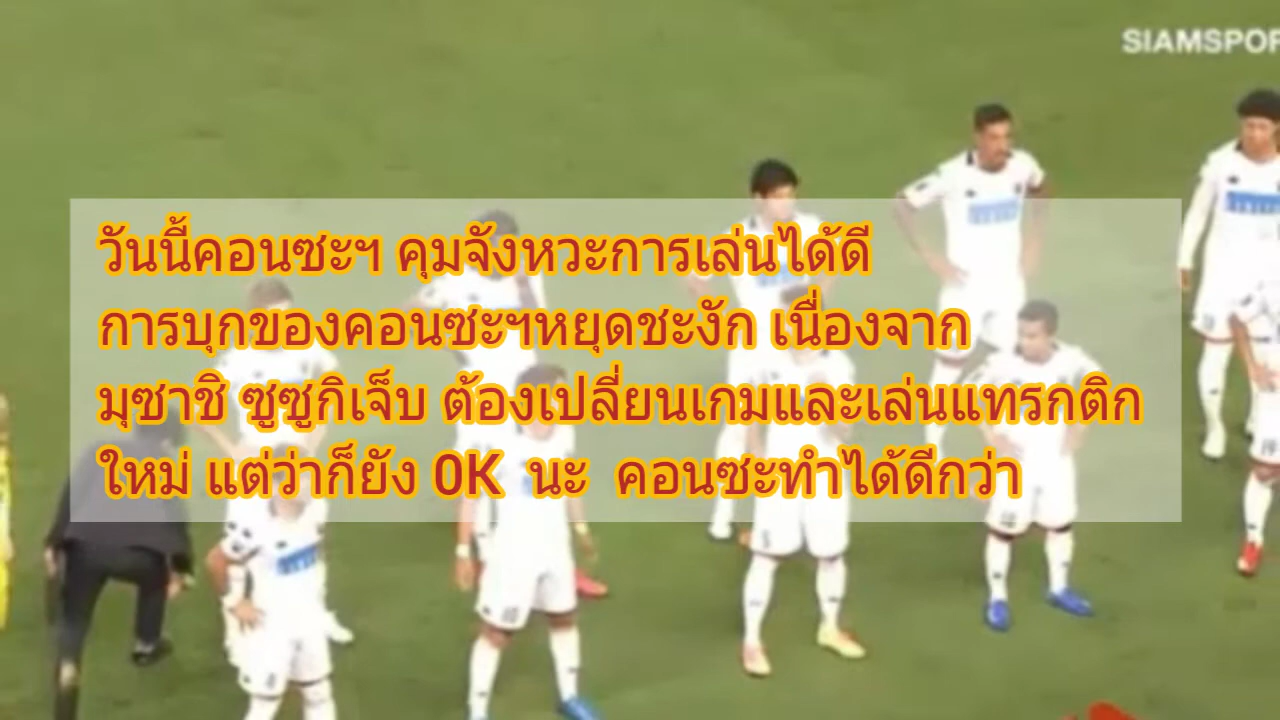 SIAMSPOR
วันนี้คอนซะฯ คุมจังหวะการเล่นได้ดี
การบุกของคอนซะฯหยุดชะงัก เนื่องจาก
มุซาชิ ซูซูกิเจ็บ ต้องเปลี่ยนเกมและเล่นแทรกติก
ใหม่ แต่ว่าก็ยัง OK นะ คอนซะทำได้ดีกว่า